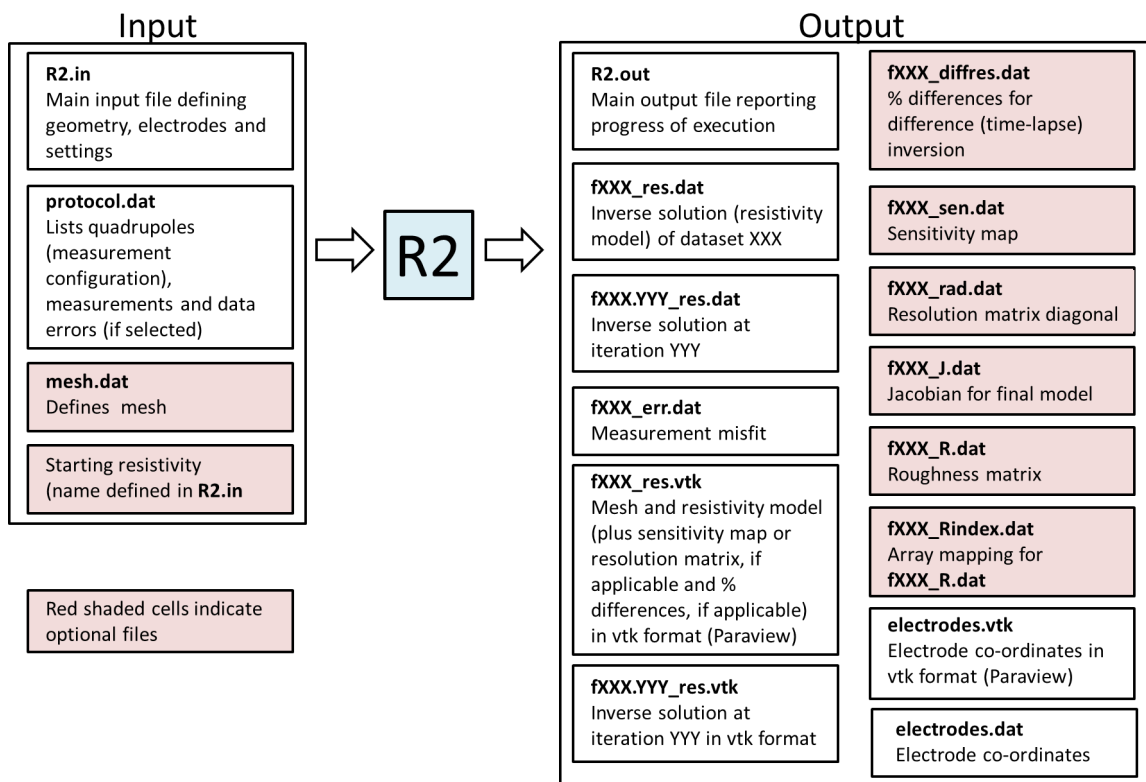 Input
R2.in
Main input file defining
geometry, electrodes and
settings
protocol.dat
Lists quadrupoles
(measurement
configuration),
measurements and data
errors (if selected)
mesh.dat
Defines mesh
Starting resistivity
(name defined in R2.in
Red shaded cells indicate
optional files
R2
Output
R2.out
Main output file reporting
progress of execution
fXXX_res.dat
Inverse solution (resistivity
model) of dataset XXX
fXXX.YYY_res.dat
Inverse solution at
iteration YYY
fXXX_err.dat
Measurement misfit
fXXX_res.vtk
Mesh and resistivity model
(plus sensitivity map or
resolution matrix, if
applicable and %
differences, if applicable)
in vtk format (Paraview)
fXXX.YYY_res.vtk
Inverse solution at
iteration YYY in vtk format
fXXX_diffres.dat
% differences for
difference (time-lapse)
inversion
fXXX_sen.dat
Sensitivity map
fXXX_rad.dat
Resolution matrix diagonal
fXXX_J.dat
Jacobian for final model
fXXX_R.dat
Roughness matrix
fXXX_Rindex.dat
Array mapping for
fXXX_R.dat
electrodes.vtk
Electrode co-ordinates in
vtk format (Paraview)
electrodes.dat
Electrode co-ordinates